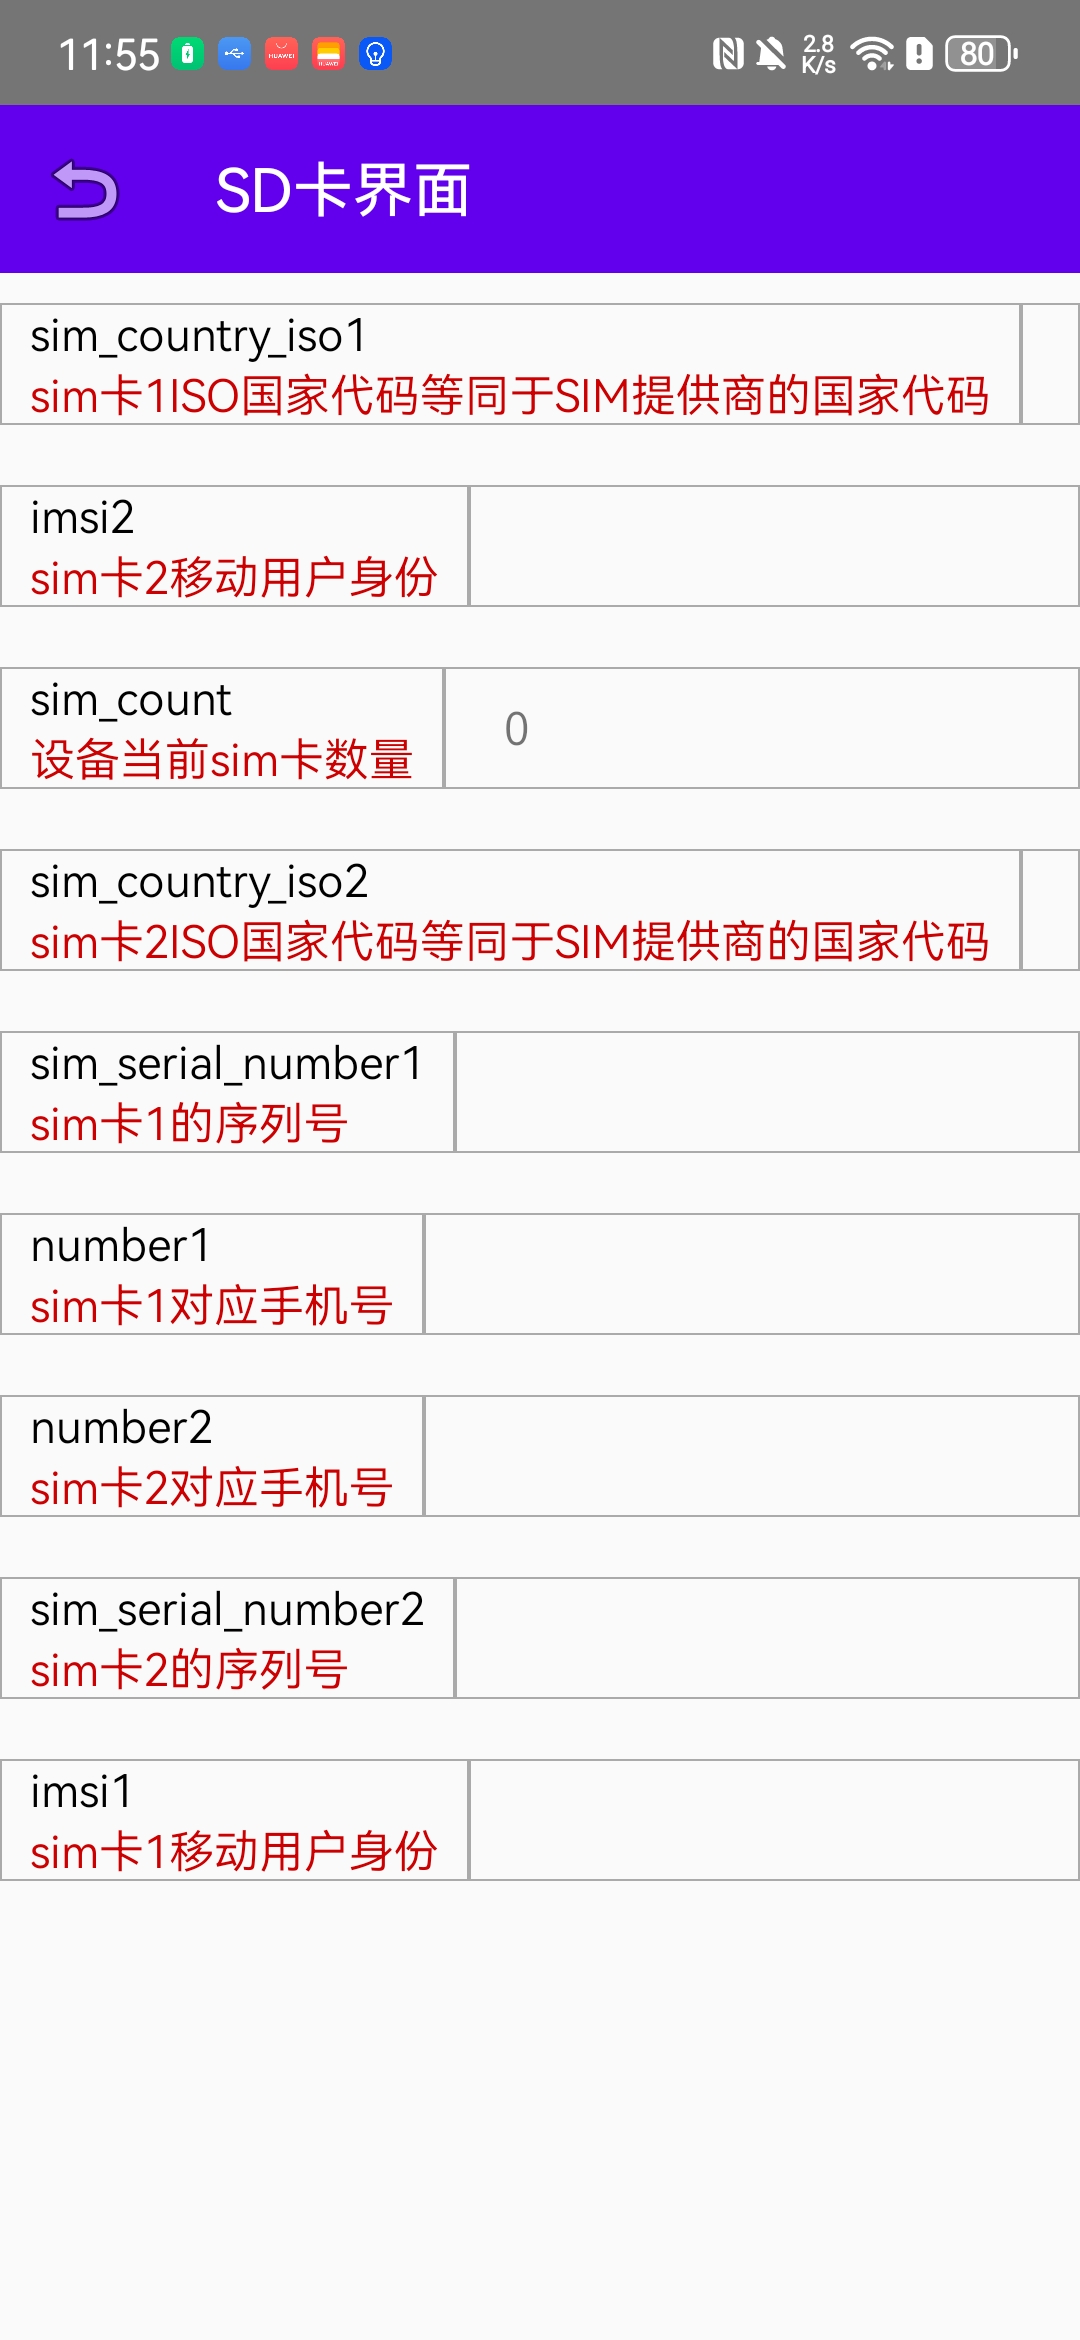 11:55
HUAWEI
HUAWEI
2.8
K/s
80
SD卡界面
sim_country_iso1
sim卡1ISO国家代码等同于SIM提供商的国家代码
imsi2
sim卡2移动用户身份
sim_count
设备当前sim卡数量
0
sim_country_iso2
sim卡2ISO国家代码等同于SIM提供商的国家代码
sim_serial_number1
sim卡1的序列号
number1
sim卡1对应手机号
number2
sim卡2对应手机号
sim_serial_number2
sim卡2的序列号
imsi1
sim卡1移动用户身份